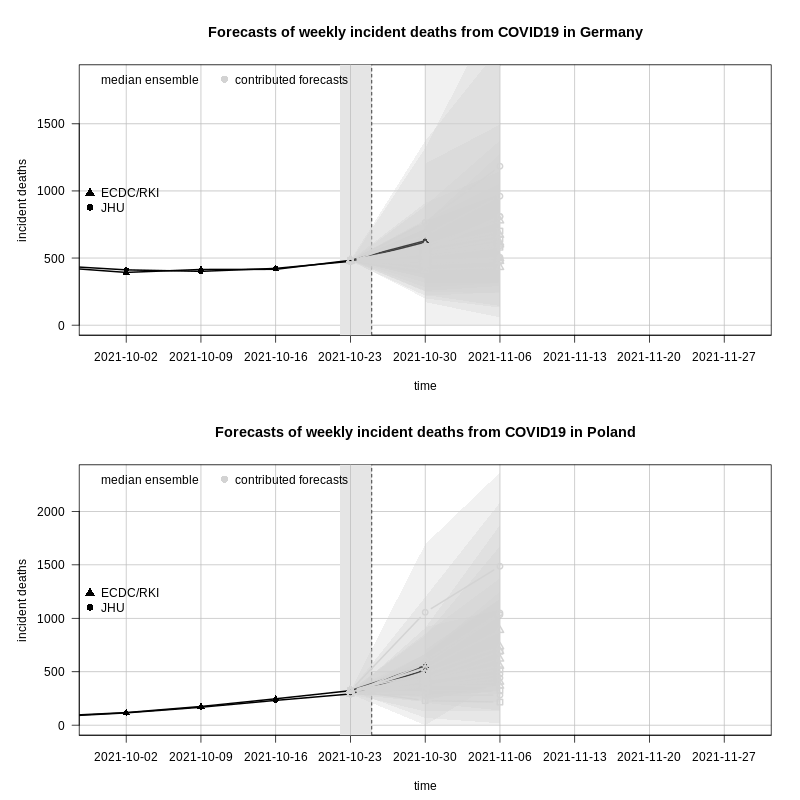 Forecasts of weekly incident deaths from COVID19 in Germany
median ensemble contributed forecasts
1500
1000
500
0
incident deaths
ECDC/RKI
JHU
2021-10-02 2021-10-09 2021-10-16 2021-10-23 2021-10-30 2021-11-06 2021-11-13 2021-11-20 2021-11-27
time
Forecasts of weekly incident deaths from COVID19 in Poland
median ensemble contributed forecasts
2000
1500
1000
500
0
incident deaths
ECDC/RKI
JHU
2021-10-02 2021-10-09 2021-10-16 2021-10-23 2021-10-30 2021-11-06 2021-11-13 2021-11-20 2021-11-27
time